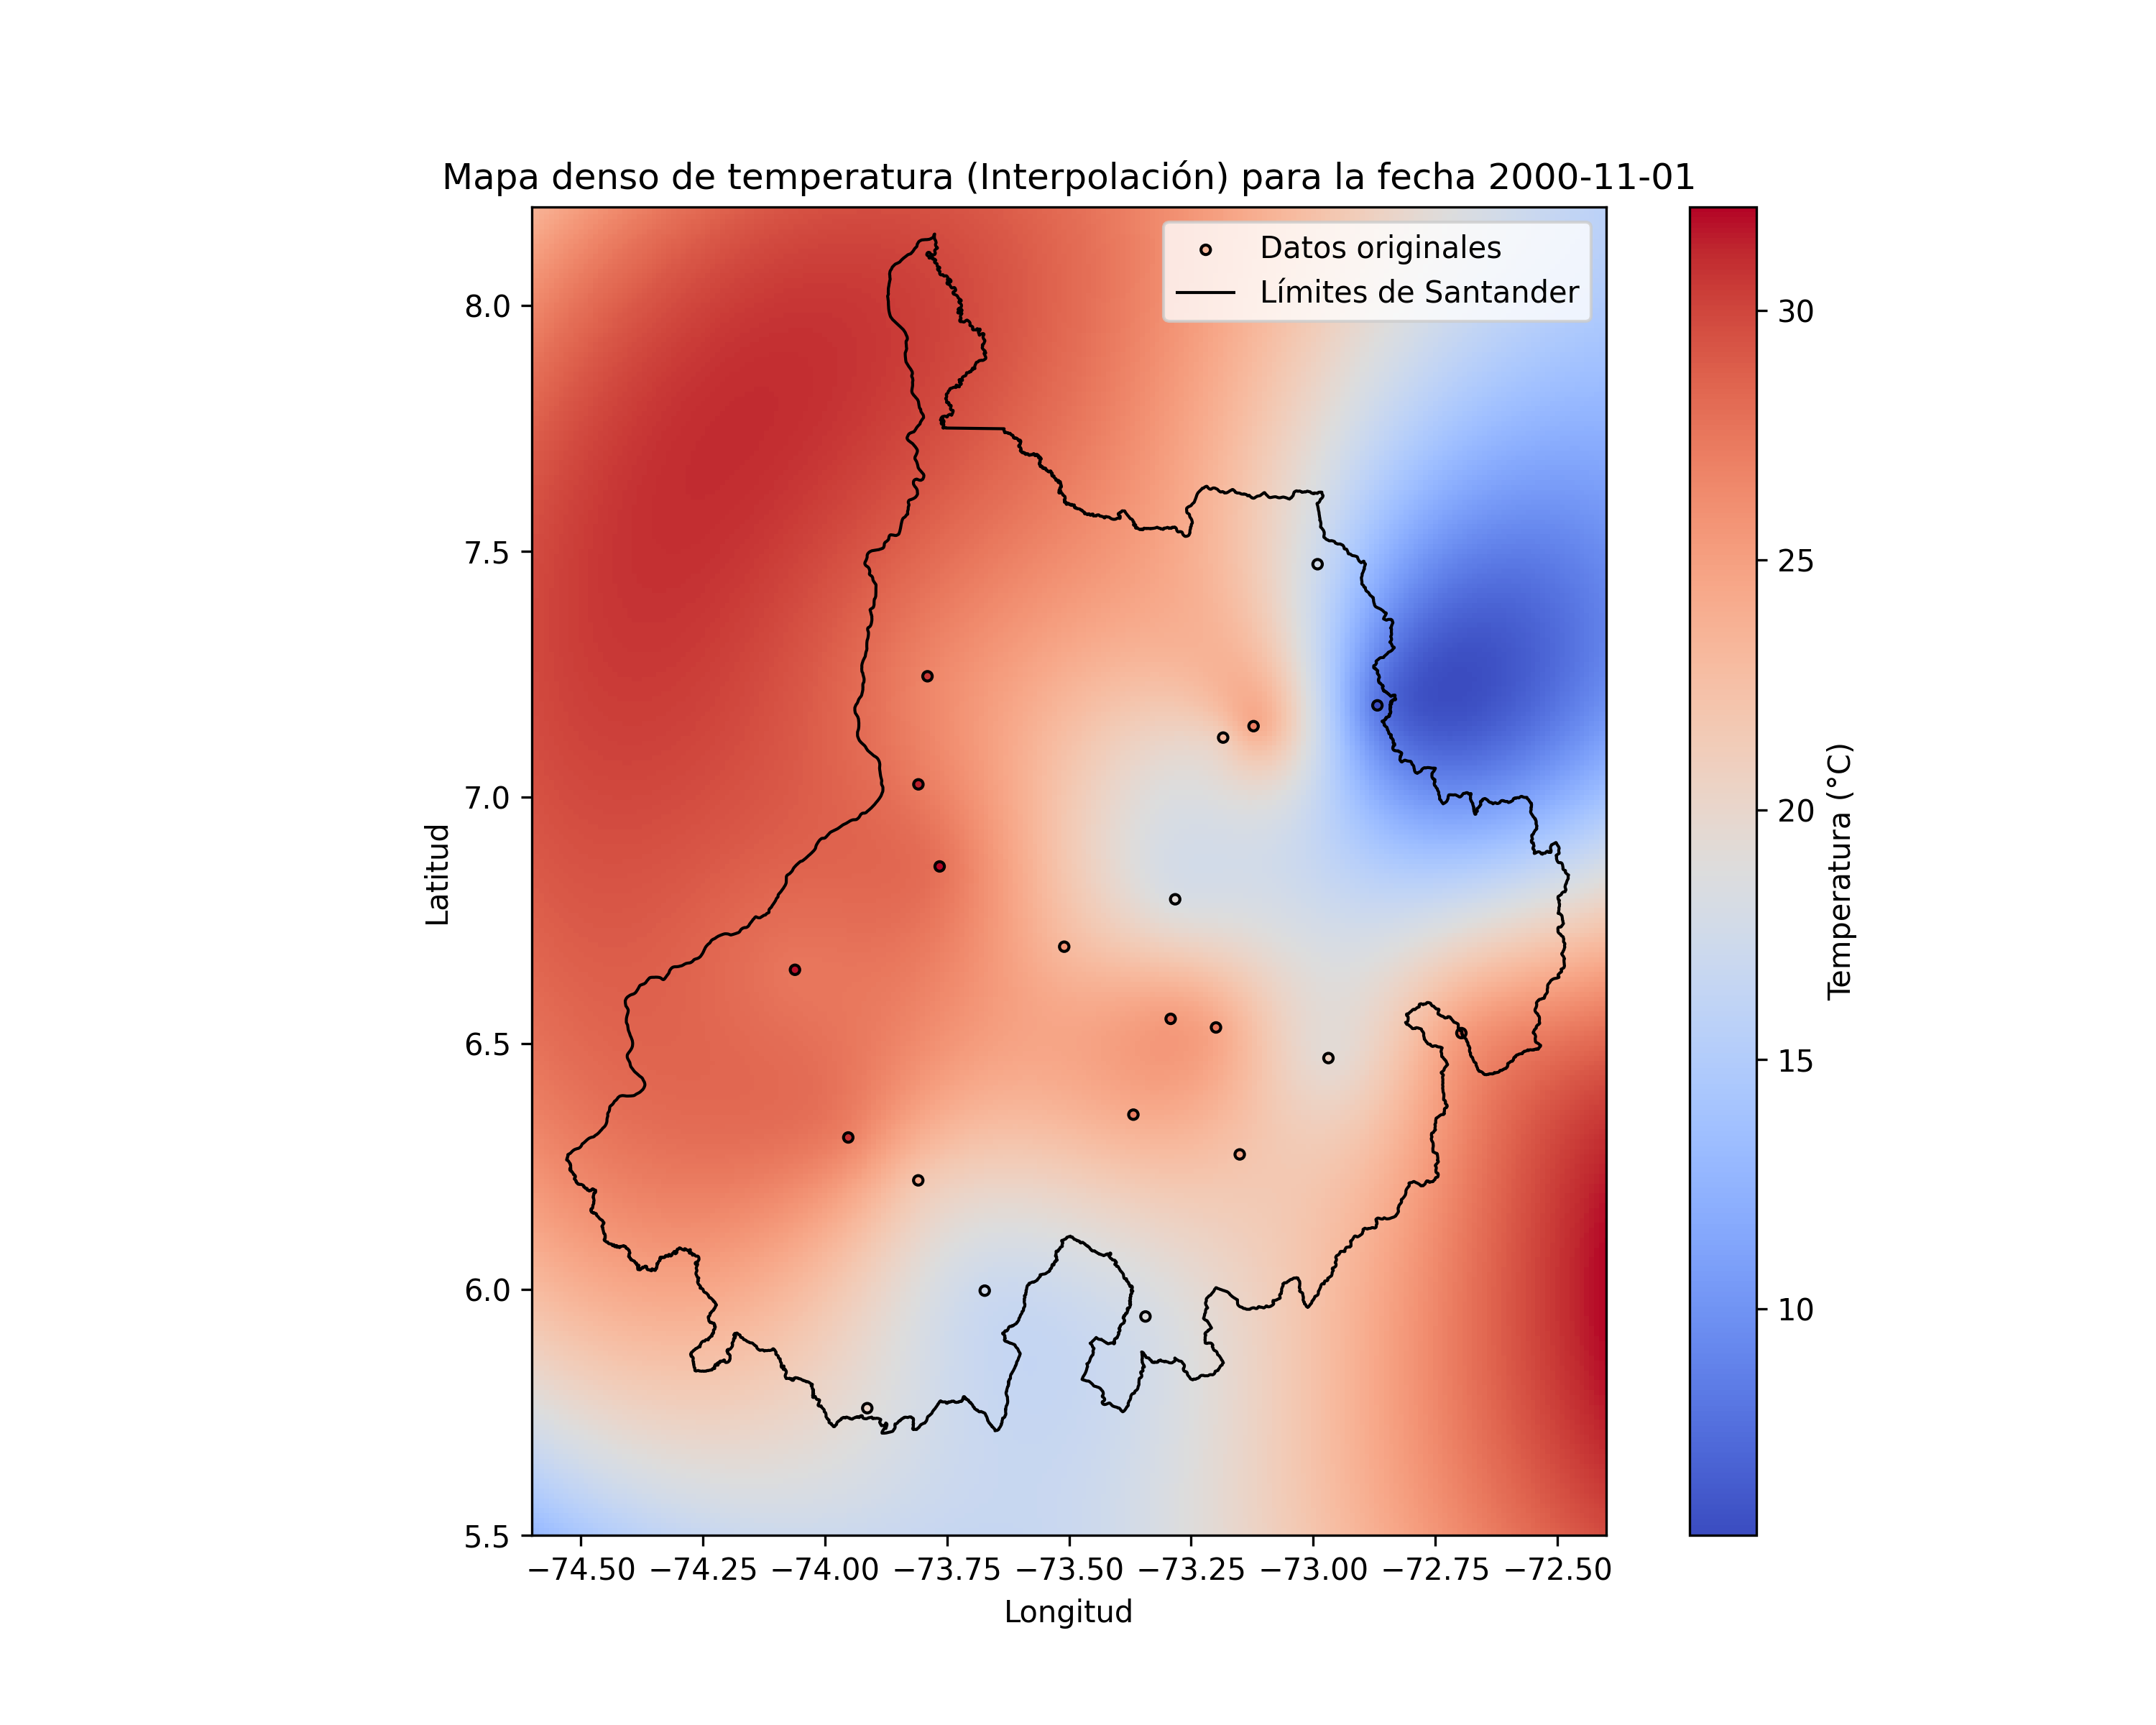 Mapa denso de temperatura (Interpolación) para la fecha 2000-11-01
Datos originales
Límites de Santander
8.0
7.5
7.0
6.5
6.0
5.5
Latitud
−74.50 −74.25 −74.00 −73.75 −73.50 −73.25 −73.00 −72.75 −72.50
Longitud
30
25
20
15
10
Temperatura (°C)